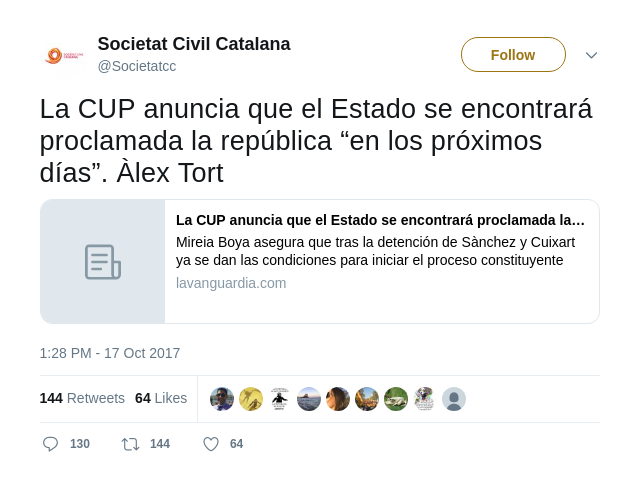 Societat Civil Catalana
@Societatcc
Follow
La CUP anuncia que el Estado se encontrará
proclamada la república “en los próximos
días”. Àlex Tort
La CUP anuncia que el Estado se encontrará proclamada la…
Mireia Boya asegura que tras la detención de Sànchez y Cuixart
ya se dan las condiciones para iniciar el proceso constituyente
lavanguardia.com
1:28 PM - 17 Oct 2017
144 Retweets 64 Likes
130 144 64